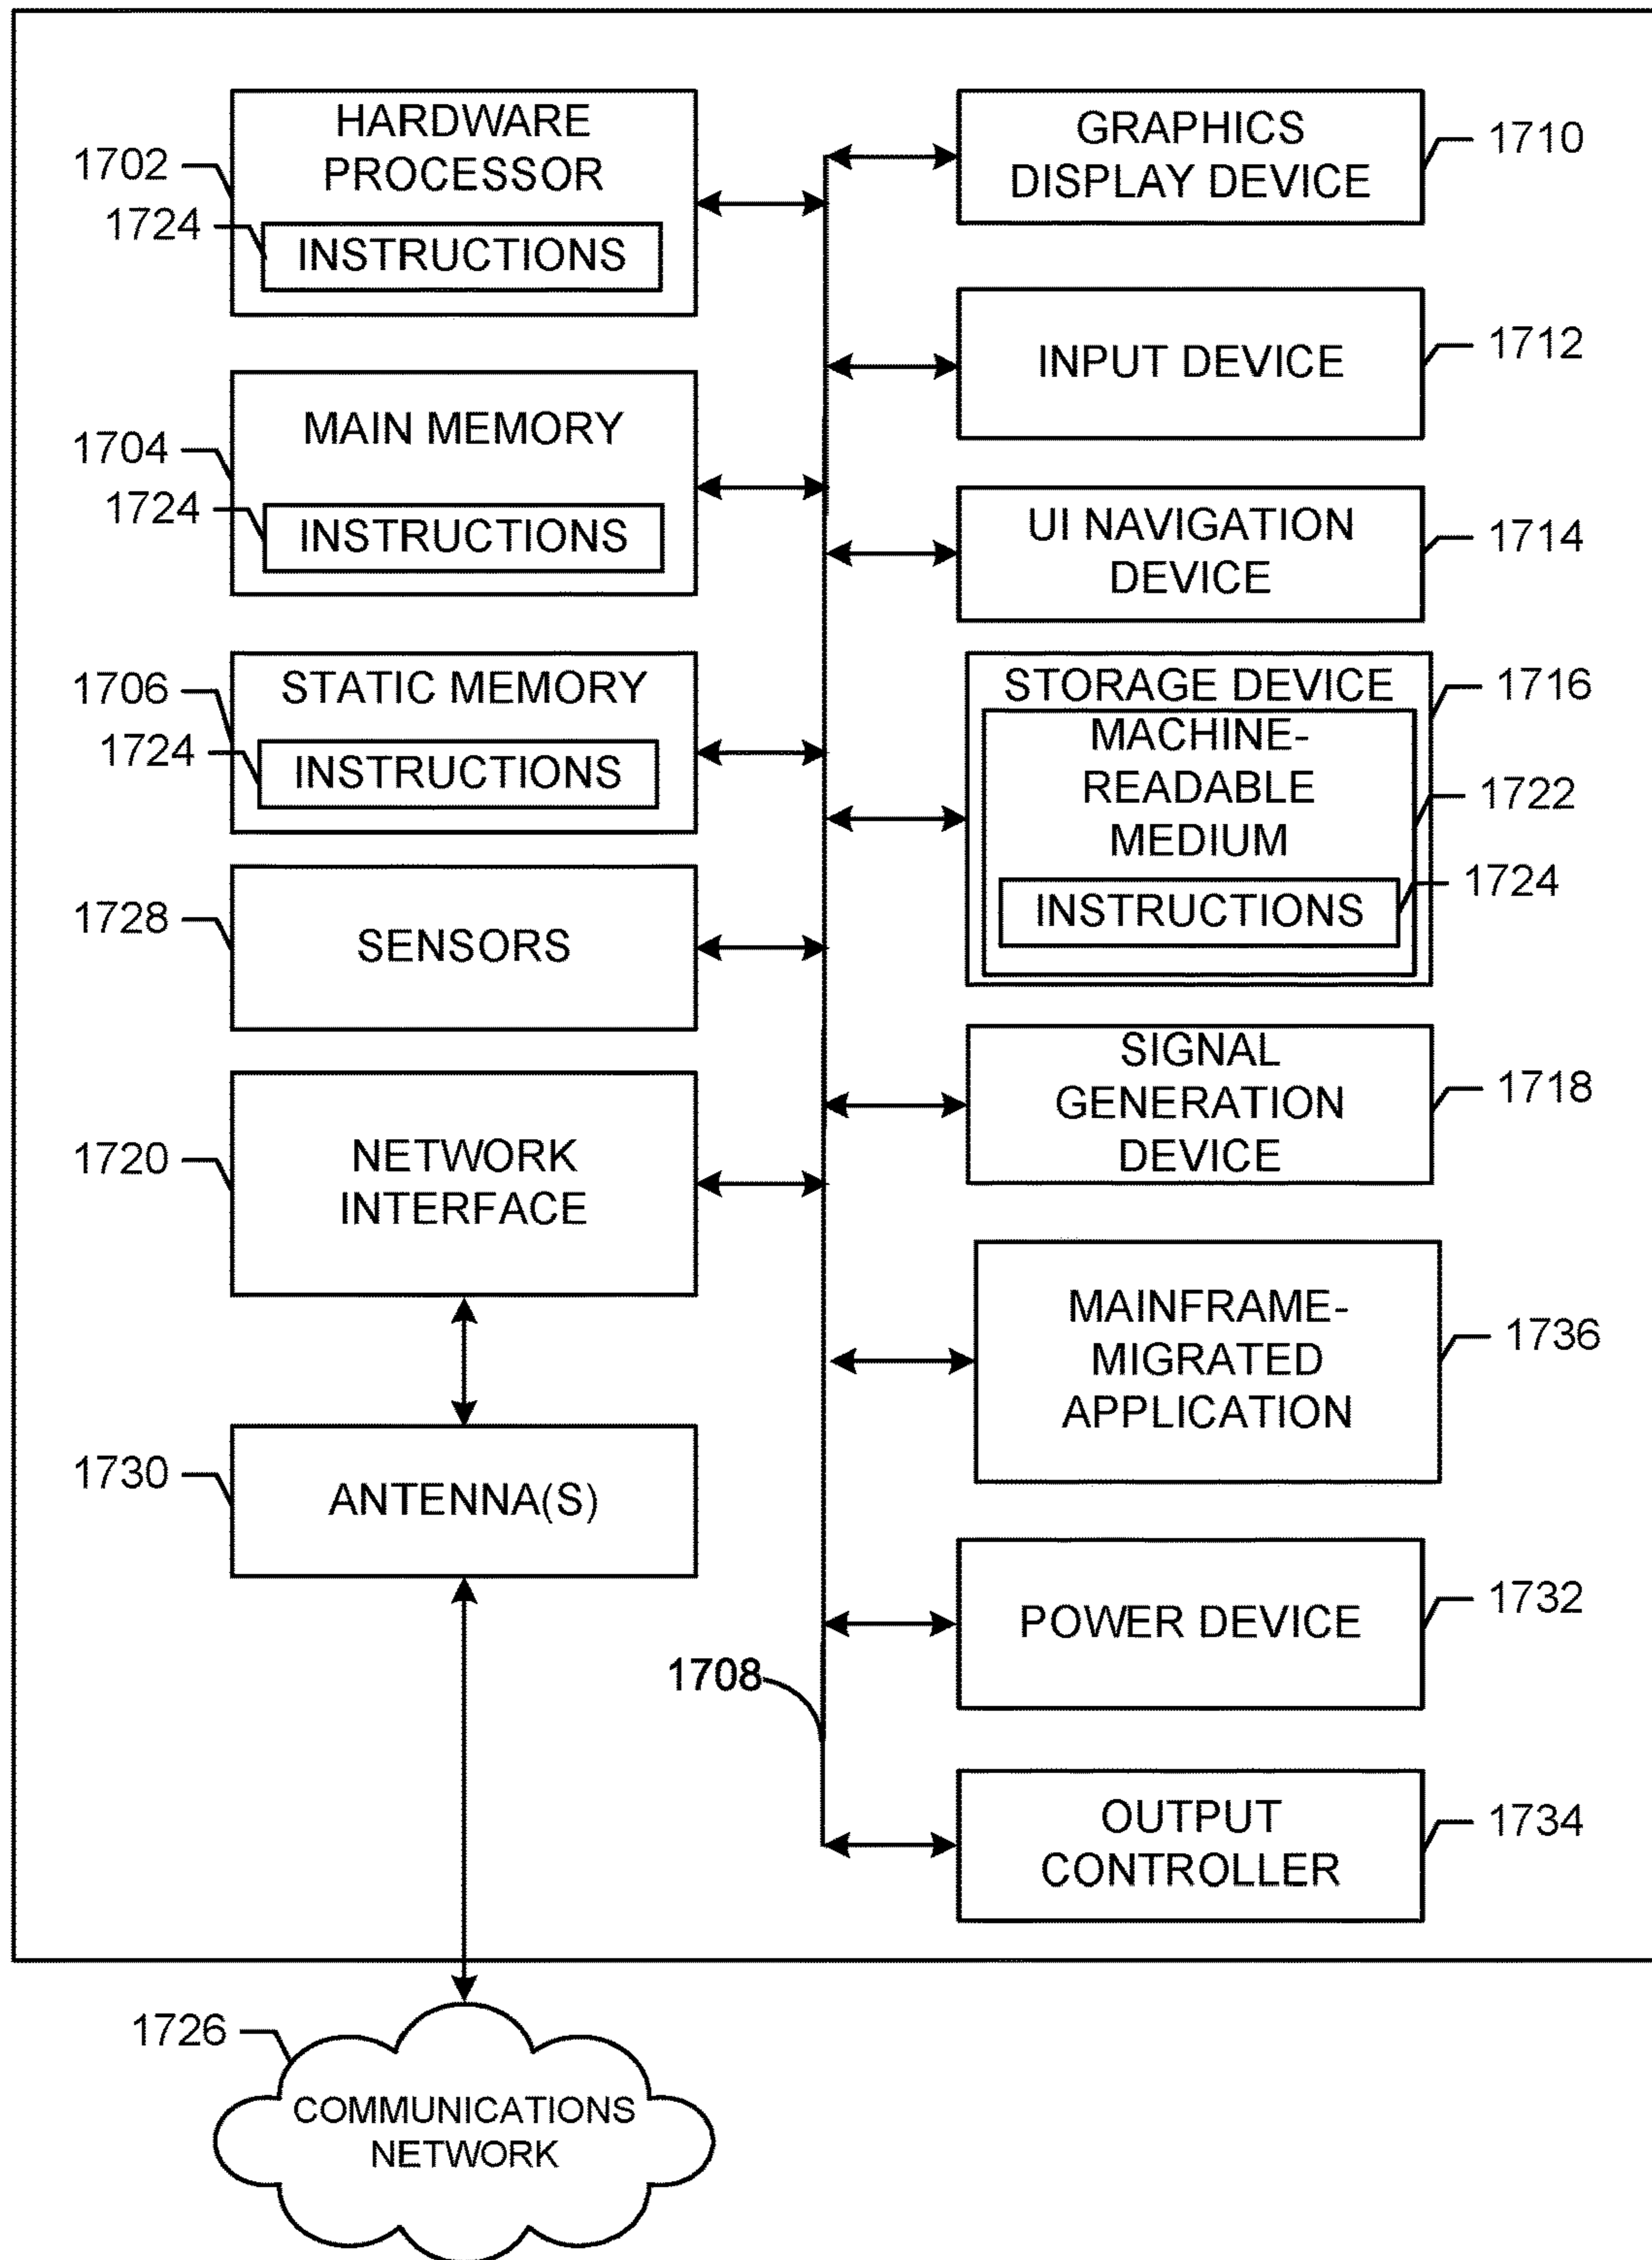 HARDWARE
PROCESSOR
1702
1724
INSTRUCTIONS
MAIN MEMORY
1704
1724
INSTRUCTIONS
STATIC MEMORY
1706
1724
INSTRUCTIONS
1728
SENSORS
1720
NETWORK
INTERFACE
1730
ANTENNA(S)
1708
GRAPHICS
DISPLAY DEVICE
1710
INPUT DEVICE
1712
UI NAVIGATION
DEVICE
1714
STORAGE DEVICE
1716
MACHINE-
READABLE
MEDIUM
1722
1724
INSTRUCTIONS
SIGNAL
GENERATION
DEVICE
1718
MAINFRAME-
MIGRATED
APPLICATION
1736
POWER DEVICE
1732
OUTPUT
CONTROLLER
1734
1726
COMMUNICATIONS
NETWORK